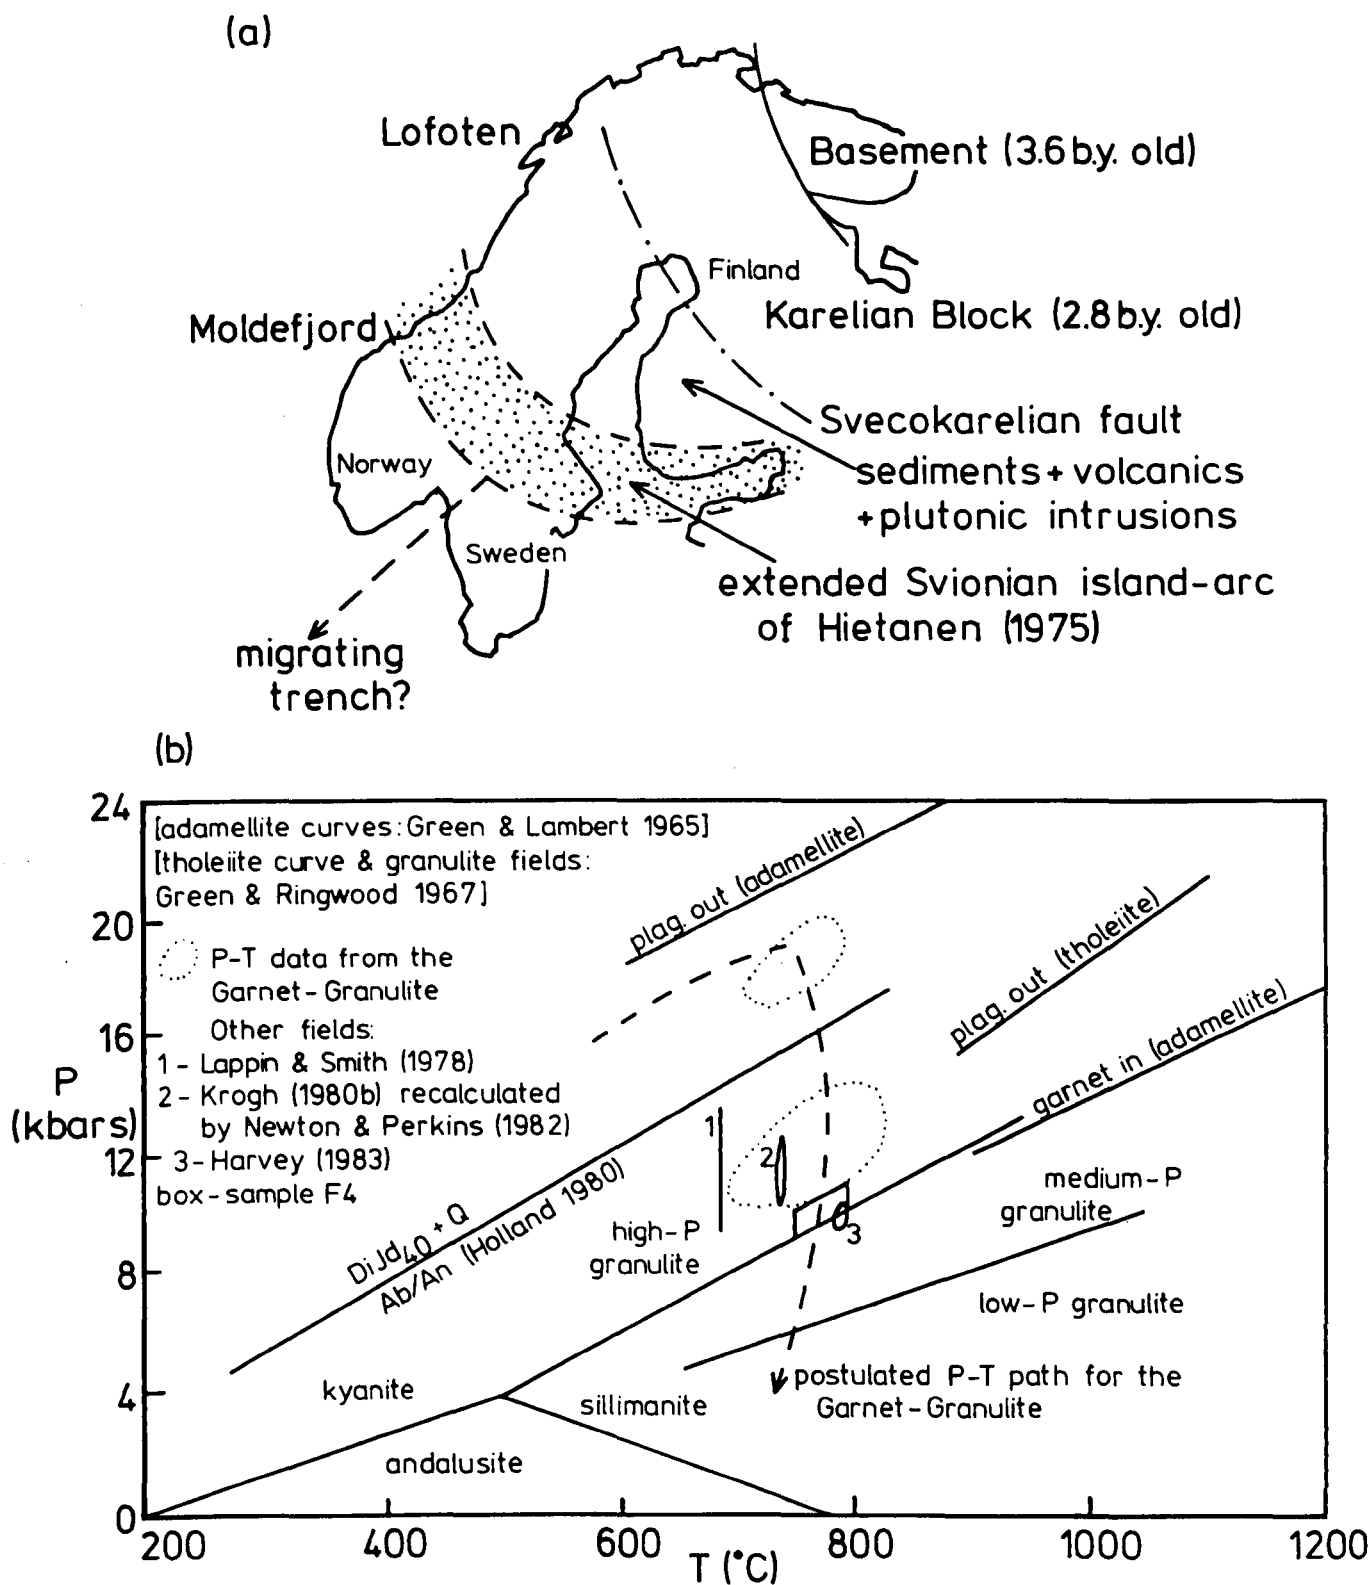 (a)
Lofoten
Basement (3.6 b.y. old)
Finland
Karelian Block (2.8 b.y. old)
Moldefjord
Svecokarelian fault
Norway
sediments + volcanics
+ plutonic intrusions
Sweden
extended Svionian island-arc
of Hietanen (1975)
migrating
trench?
(b)
24
20
16
12
8
4
0
P
(kbars)
[adamellite curves: Green & Lambert 1965]
[tholeiite curve & granulite fields:
Green & Ringwood 1967]
P-T data from the
Garnet-Granulite
Other fields:
1 - Lappin & Smith (1978)
2 - Krogh (1980b) recalculated
by Newton & Perkins (1982)
3 - Harvey (1983)
box - sample F4
plag. out (adamellite)
plag. out (tholeiite)
garnet in (adamellite)
1
2
3
DiJd40 + Q
Ab/An (Holland 1980)
high-P
granulite
medium-P
granulite
low-P granulite
kyanite
sillimanite
andalusite
postulated P-T path for the
Garnet-Granulite
200
400
600
800
1000
1200
T (°C)